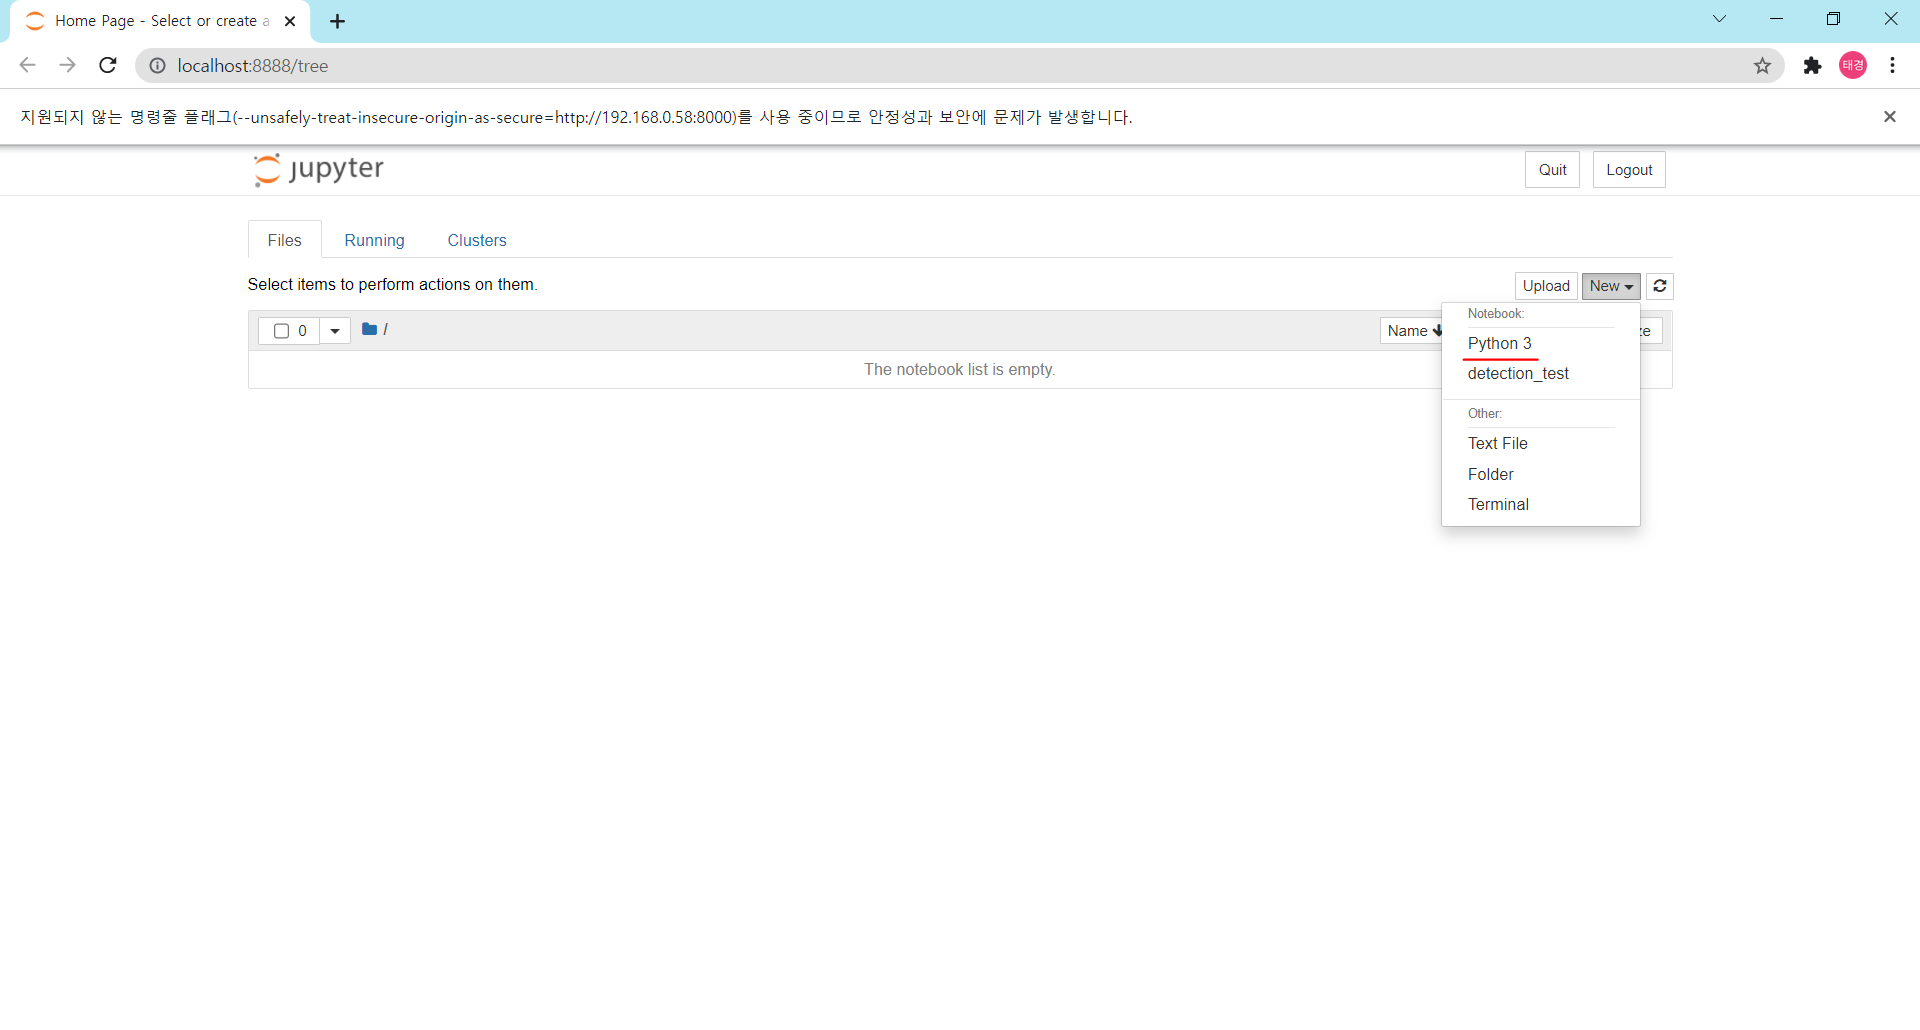 Home Page - Select or create a
localhost:8888/tree
태경
지원되지 않는 명령줄 플래그(--unsafely-treat-insecure-origin-as-secure=http://192.168.0.58:8000)를 사용 중이므로 안정성과 보안에 문제가 발생합니다.
jupyter
Quit
Logout
Files
Running
Clusters
Select items to perform actions on them.
Upload
New
0
/
Name
ze
The notebook list is empty.
Notebook:
Python 3
detection_test
Other:
Text File
Folder
Terminal